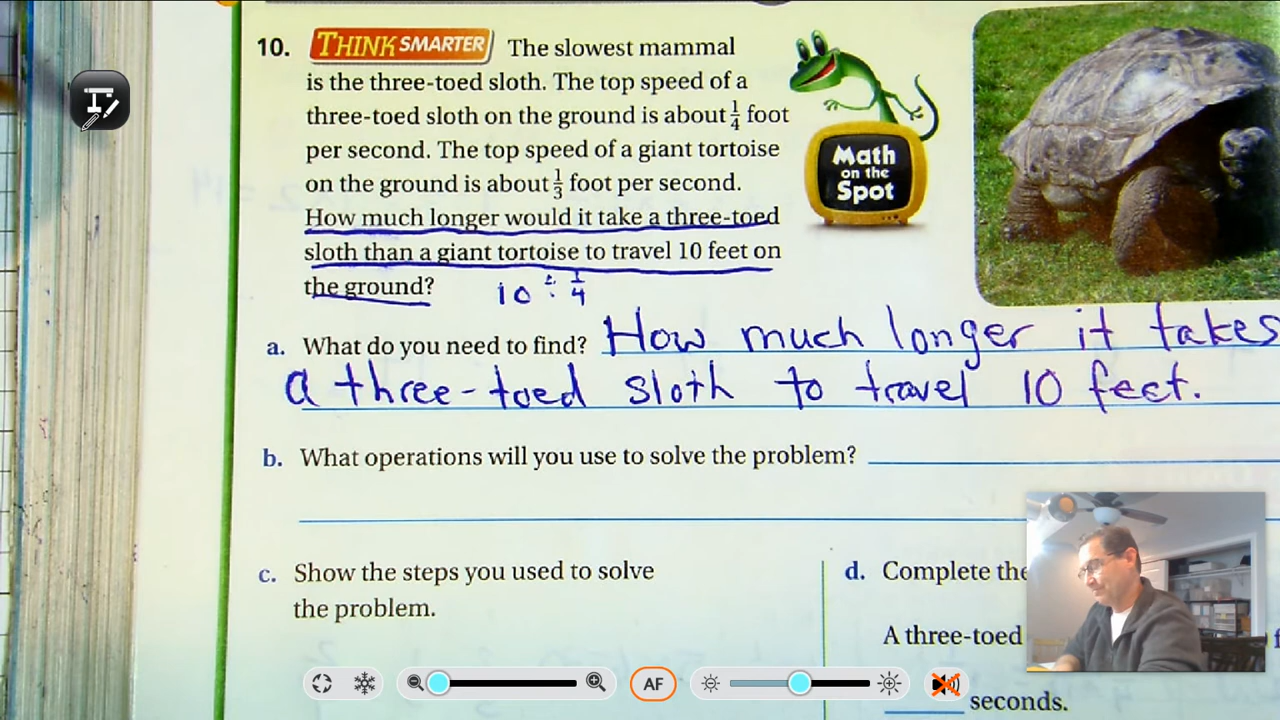 10. THINK SMARTER The slowest mammal
is the three-toed sloth. The top speed of a
three-toed sloth on the ground is about 1/4 foot
per second. The top speed of a giant tortoise
on the ground is about 1/3 foot per second.
How much longer would it take a three-toed
sloth than a giant tortoise to travel 10 feet on
the ground? 10 ÷ 1/4
Math
on the
Spot
a. What do you need to find? How much longer it takes
a three-toed sloth to travel 10 feet.
b. What operations will you use to solve the problem?
c. Show the steps you used to solve
the problem.
d. Complete the
A three-toed
seconds.
AF